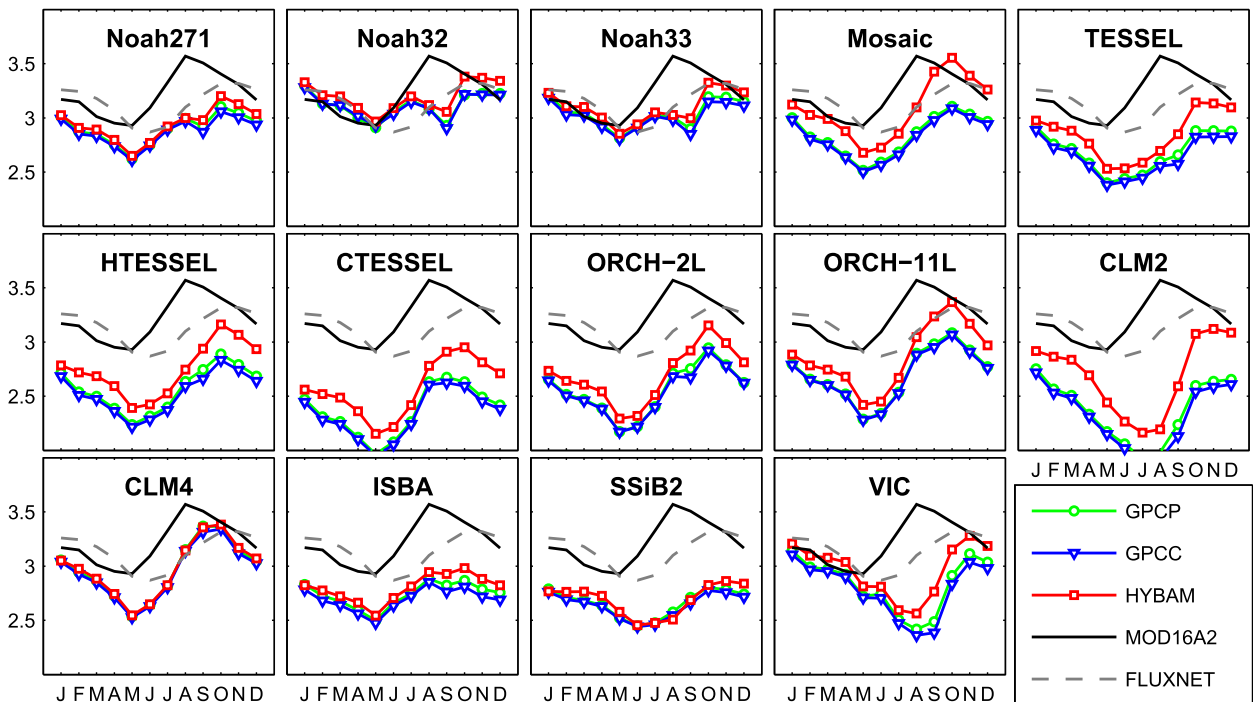 Noah271 Noah32 Noah33 Mosaic TESSEL
3.5
3
2.5
HTESSEL CTESSEL ORCH−2L ORCH−11L CLM2
3.5
3
2.5
J F M A M J J A S O N D
CLM4 ISBA SSiB2 VIC
3.5
3
2.5
GPCP
GPCC
HYBAM
MOD16A2
FLUXNET
J F M A M J J A S O N D J F M A M J J A S O N D J F M A M J J A S O N D J F M A M J J A S O N D